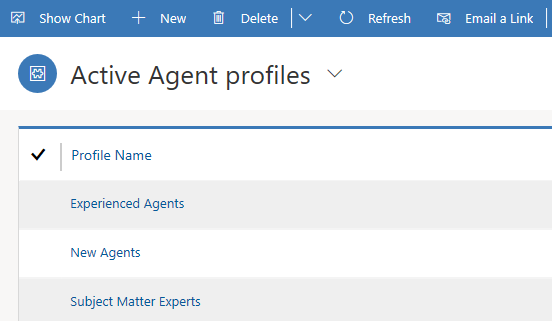 Show Chart New Delete Refresh Email a Link
Active Agent profiles
Profile Name
Experienced Agents
New Agents
Subject Matter Experts